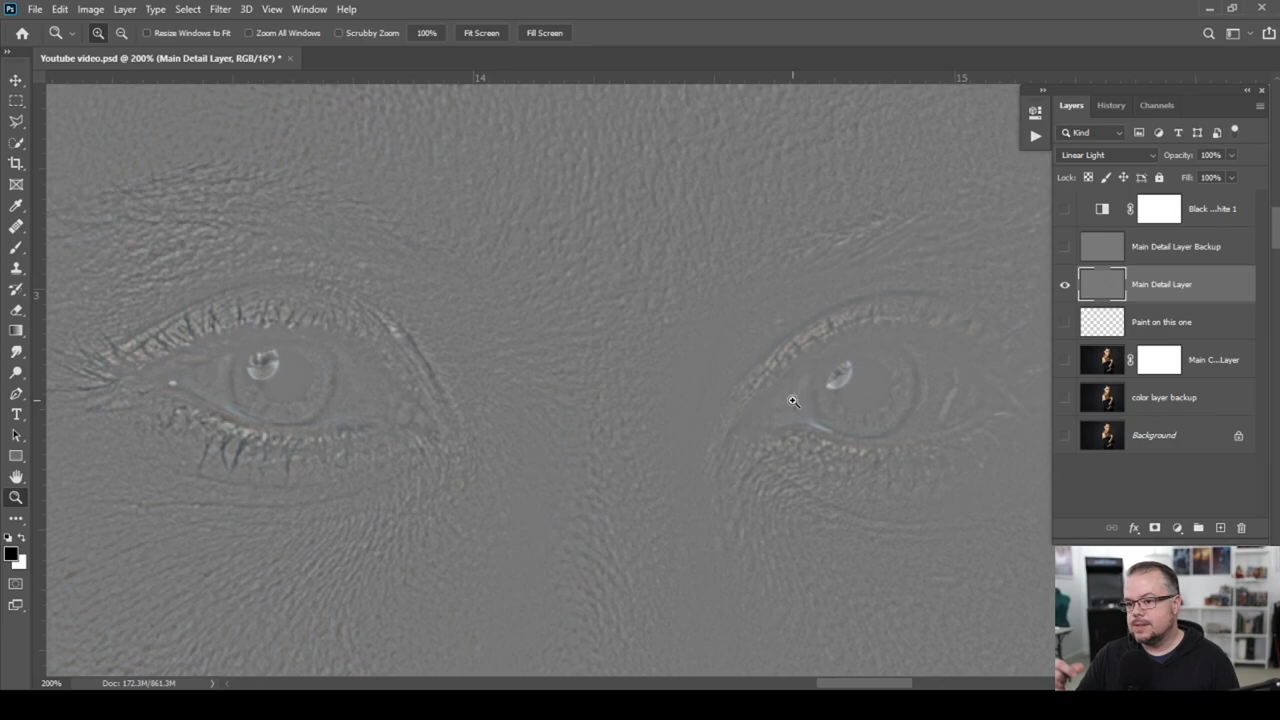 Ps File Edit Image Layer Type Select Filter 3D View Window Help
Resize Windows to Fit Zoom All Windows Scrubby Zoom 100% Fit Screen Fill Screen
Youtube video.psd @ 200% (Main Detail Layer, RGB/16*) *
14 15
3
Layers History Channels
Kind
Linear Light Opacity: 100%
Lock: Fill: 100%
Black ...hite 1
Main Detail Layer Backup
Main Detail Layer
Paint on this one
Main C...Layer
color layer backup
Background
fx
200% Doc: 172.3M/861.3M